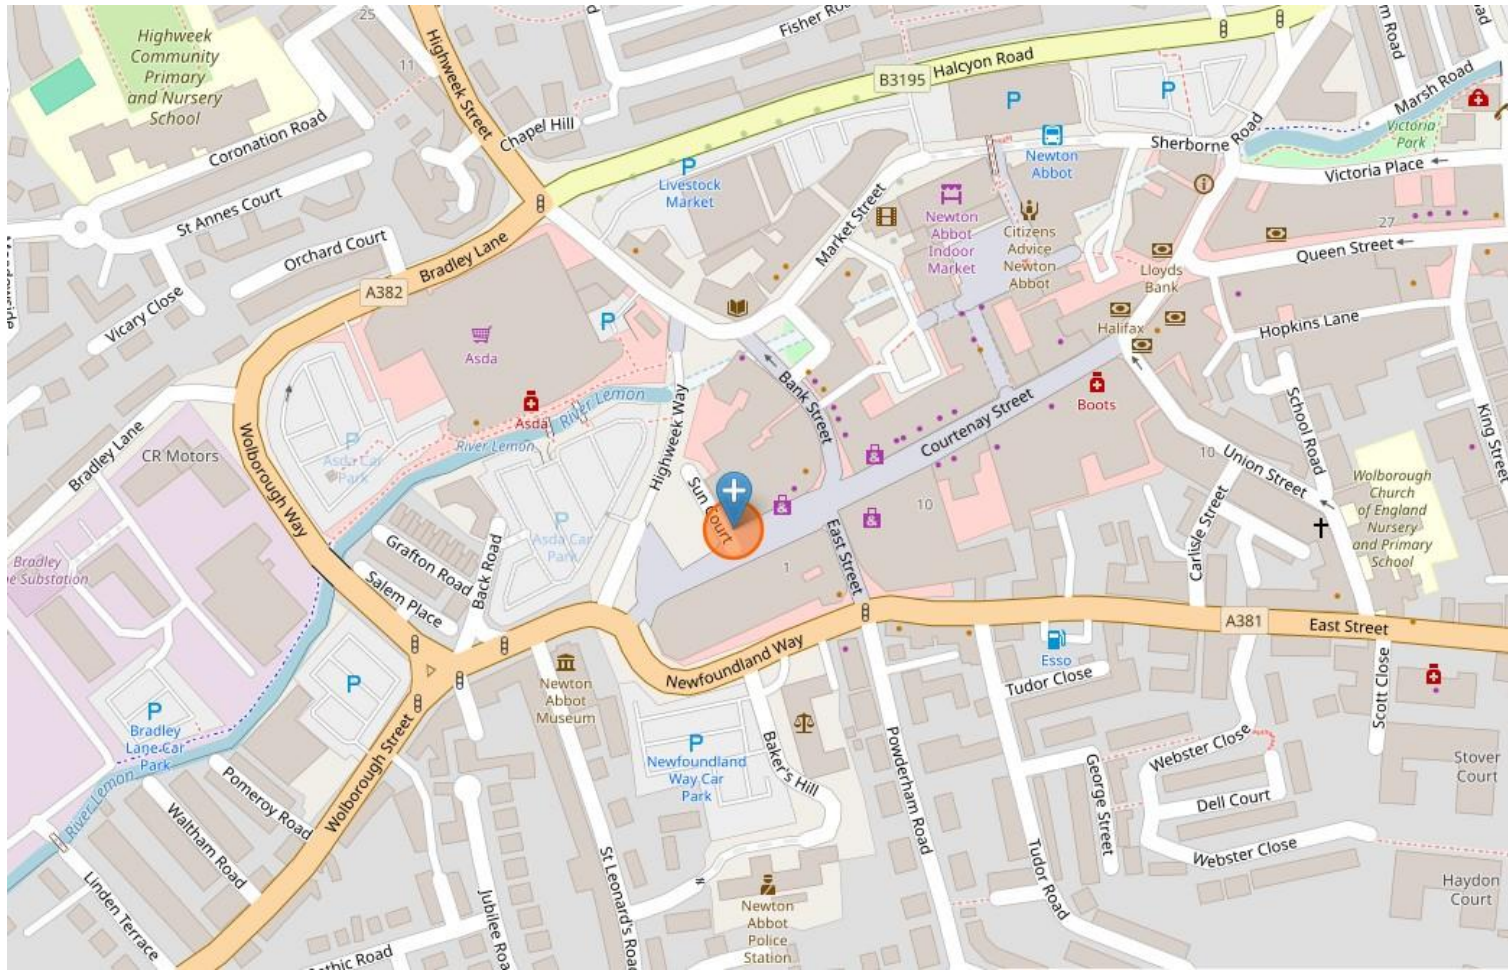 25
Fisher Ro
Highweek
Community
Primary
and Nursery
School
11
Highweek Street
B3195
Halcyon Road
P
P
Marsh Road
Coronation Road
Chapel Hill
Sherborne Road
Victoria
Park
Newton
Abbot
Victoria Place
P
Livestock
Market
St Annes Court
Newton
Abbot
Indoor
Market
Citizens
Advice
Newton
Abbot
Market Street
27
Queen Street
Orchard Court
Bradley Lane
A382
Lloyds
Bank
Vicary Close
P
Halifax
Hopkins Lane
Asda
Bank Street
Boots
School Road
King Street
Asda
River Lemon
River Lemon
Highweek Way
Courtenay Street
Bradley Lane
CR Motors
P
Asda Car
Park
10
Union Street
Wolborough
Church
of England
Nursery
and Primary
School
Wolborough Way
Sun Court
10
P
Asda Car
Park
Carlisle Street
Grafton Road
Back Road
East Street
Bradley
e Substation
1
Salem Place
A381
East Street
Newfoundland Way
Esso
Newton
Abbot
Museum
Tudor Close
Scott Close
P
P
Bradley
Lane Car
Park
Wolborough Street
P
Newfoundland
Way Car
Park
Baker's Hill
Powderham Road
Webster Close
George Street
Stover
Court
Dell Court
River Lemon
Pomeroy Road
Waltham Road
Webster Close
Tudor Road
Linden Terrace
Jubilee Roa
St Leonard's Road
Newton
Abbot
Police
Station
Haydon
Court
othic Road